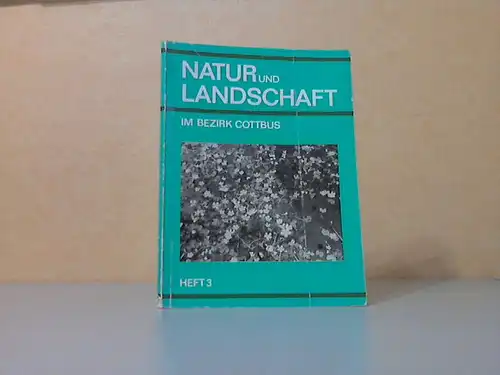 NATUR UND
LANDSCHAFT
IM BEZIRK COTTBUS
HEFT 3